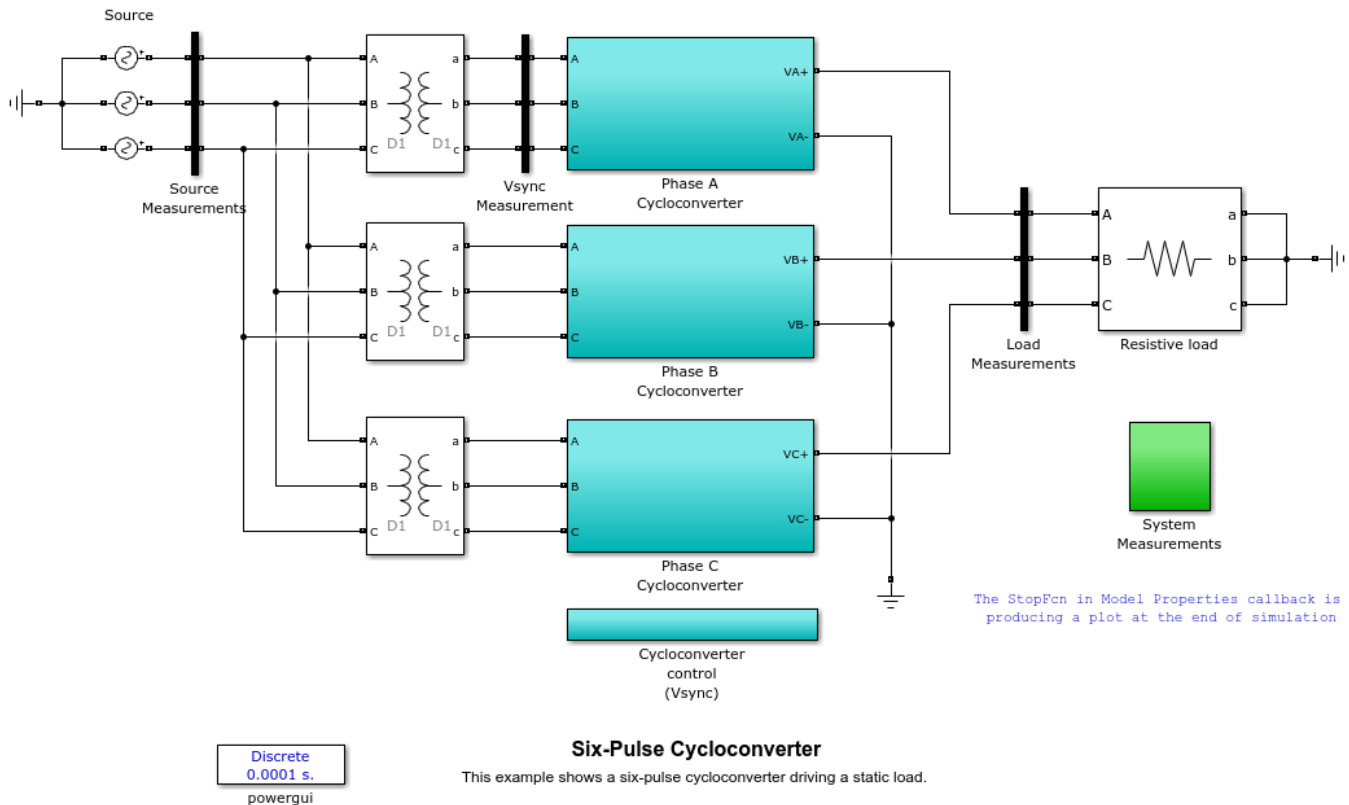 Source
A
B
C
D1
D1
a
b
c
A
B
C
VA+
VA-
Source
Measurements
Vsync
Measurement
Phase A
Cycloconverter
A
B
C
D1
D1
a
b
c
A
B
C
VB+
VB-
Phase B
Cycloconverter
A
B
C
a
b
c
Load
Measurements
Resistive load
A
B
C
D1
D1
a
b
c
A
B
C
VC+
VC-
Phase C
Cycloconverter
System
Measurements
The StopFcn in Model Properties callback is
producing a plot at the end of simulation
Cycloconverter
control
(Vsync)
Discrete
0.0001 s.
powergui
Six-Pulse Cycloconverter
This example shows a six-pulse cycloconverter driving a static load.